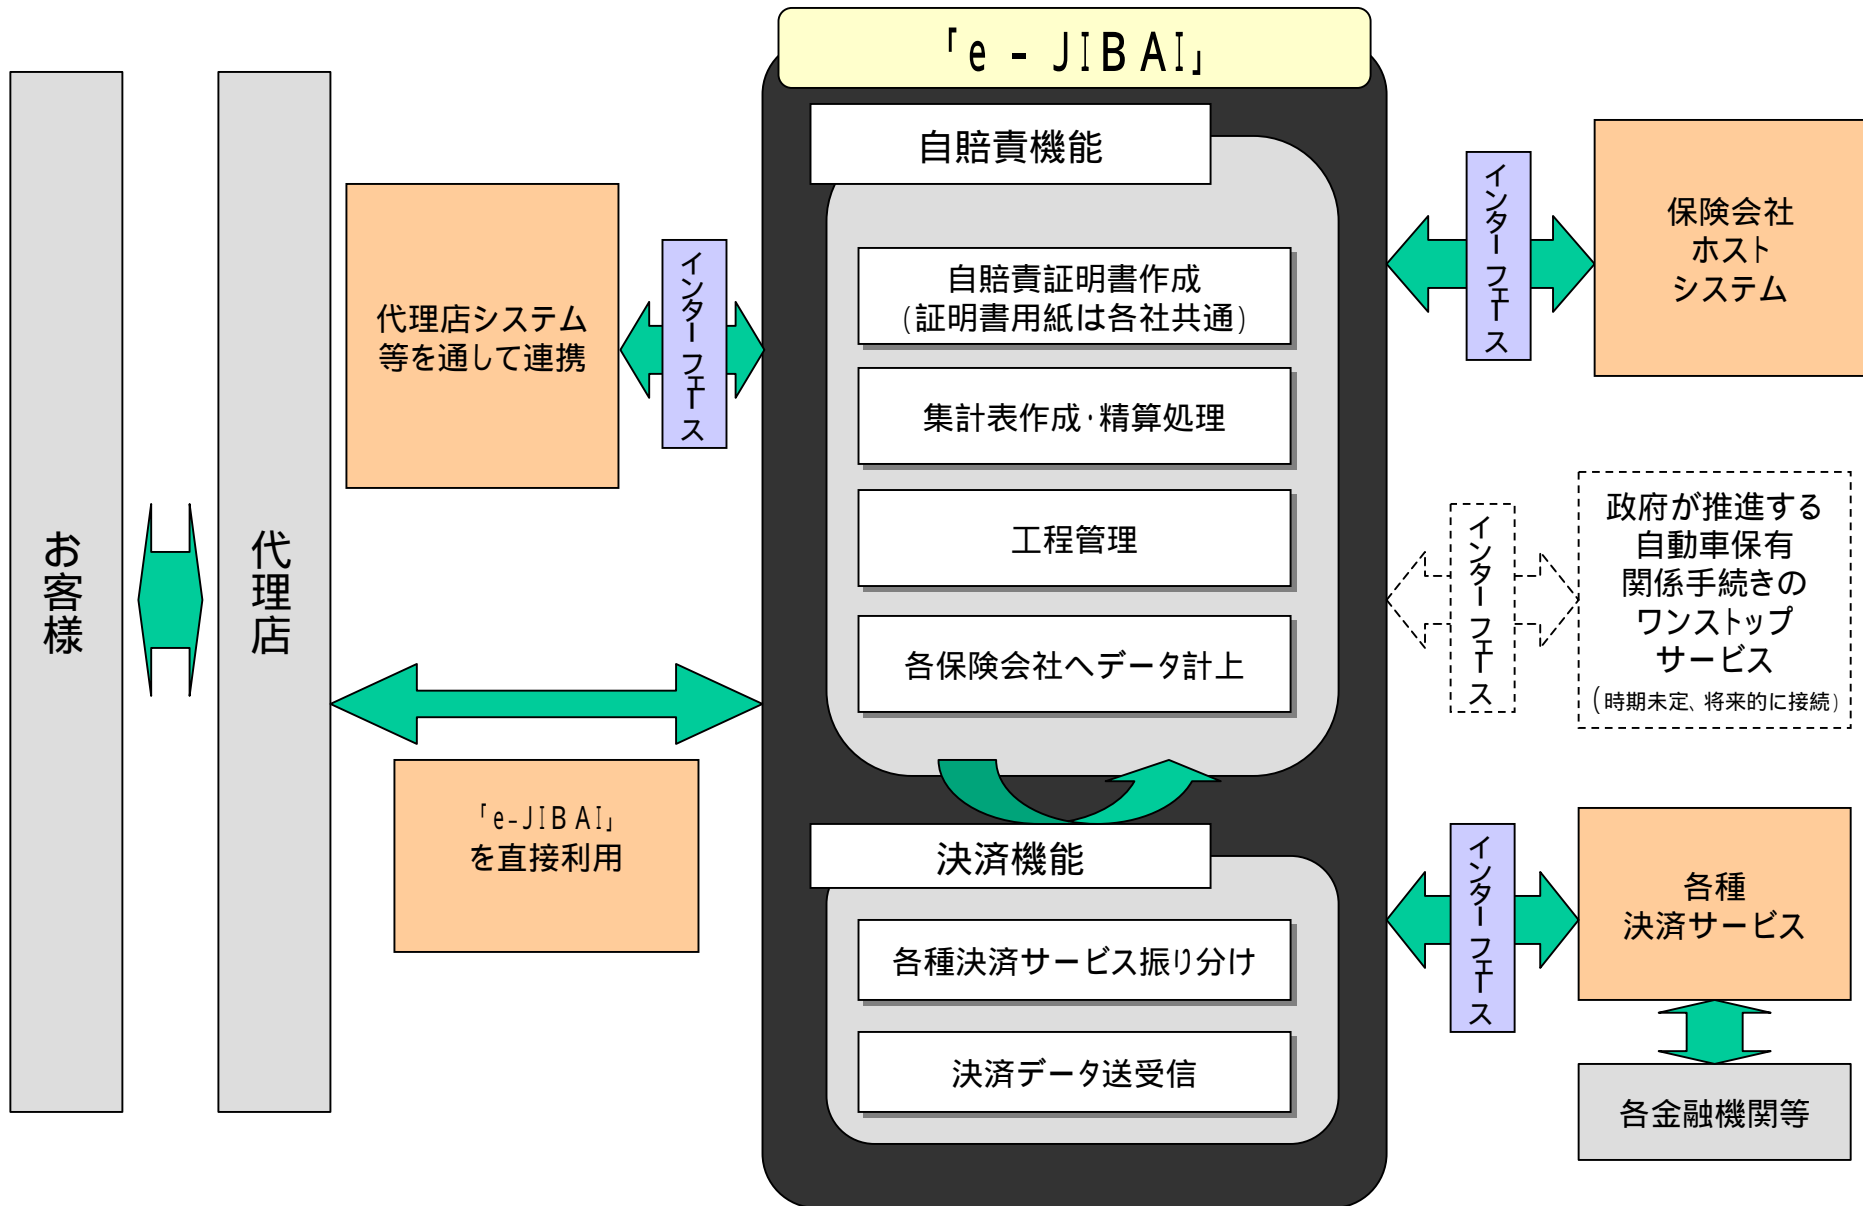 「e－JIBAI」
お客様
代理店
代理店システム
等を通して連携
インターフェース
「e-JIBAI」
を直接利用
自賠責機能
自賠責証明書作成
(証明書用紙は各社共通)
集計表作成・精算処理
工程管理
各保険会社へデータ計上
決済機能
各種決済サービス振り分け
決済データ送受信
インターフェース
保険会社
ホスト
システム
インターフェース
政府が推進する
自動車保有
関係手続きの
ワンストップ
サービス
(時期未定、将来的に接続)
インターフェース
各種
決済サービス
各金融機関等